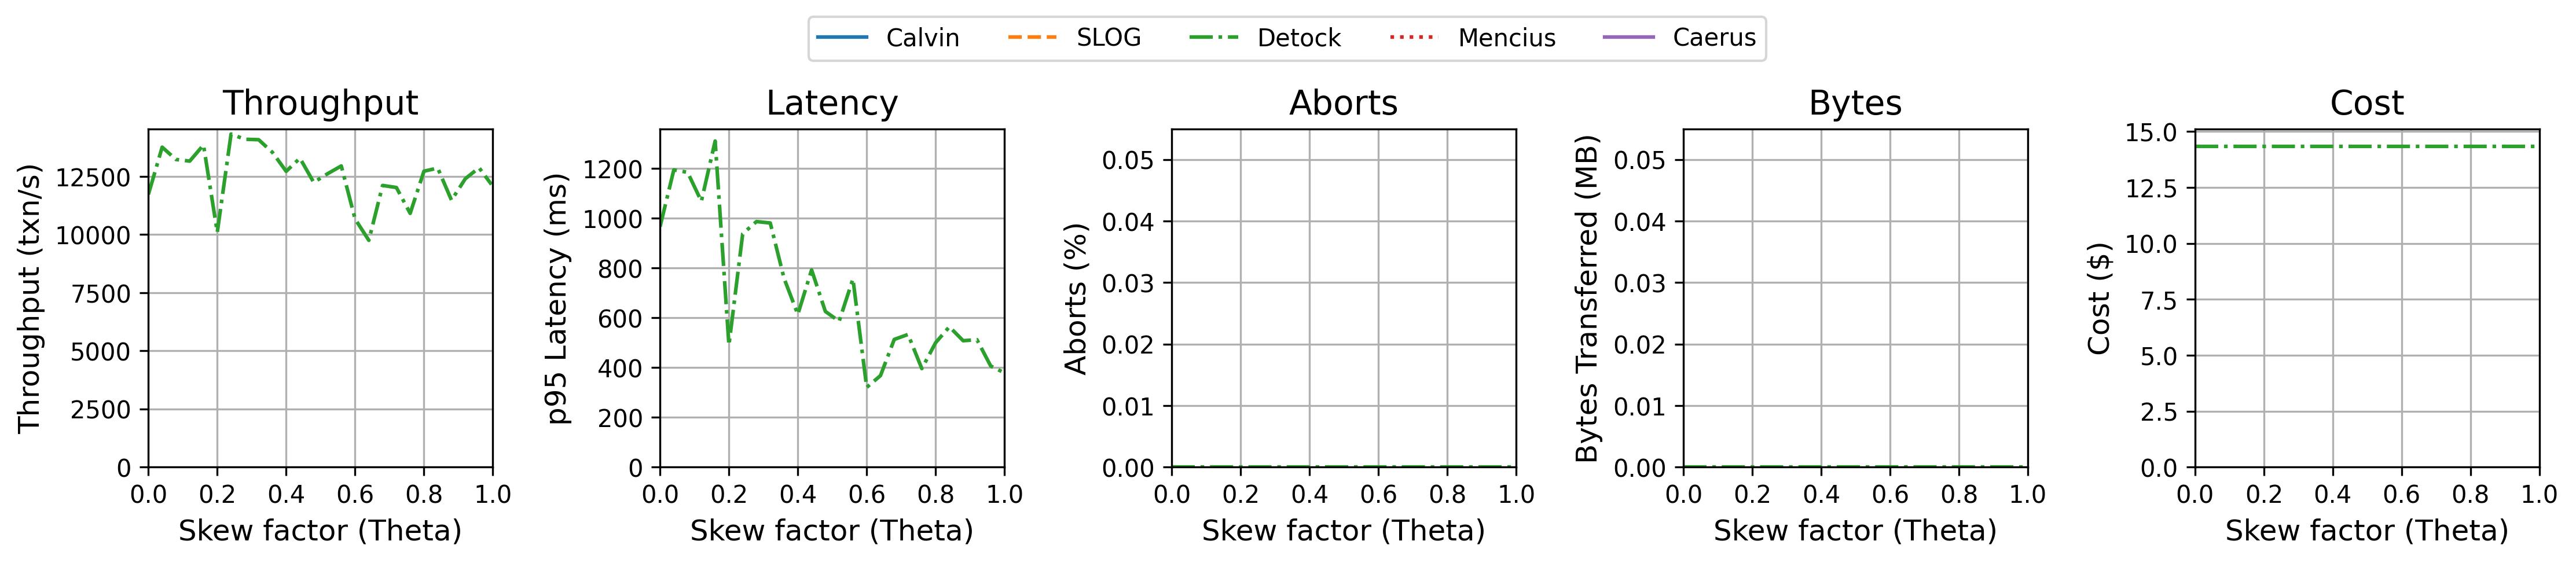 Calvin SLOG Detock Mencius Caerus
Throughput
Throughput (txn/s)
12500
10000
7500
5000
2500
0
0.0 0.2 0.4 0.6 0.8 1.0
Skew factor (Theta)
Latency
p95 Latency (ms)
1200
1000
800
600
400
200
0
0.0 0.2 0.4 0.6 0.8 1.0
Skew factor (Theta)
Aborts
Aborts (%)
0.05
0.04
0.03
0.02
0.01
0.00
0.0 0.2 0.4 0.6 0.8 1.0
Skew factor (Theta)
Bytes
Bytes Transferred (MB)
0.05
0.04
0.03
0.02
0.01
0.00
0.0 0.2 0.4 0.6 0.8 1.0
Skew factor (Theta)
Cost
Cost ($)
15.0
12.5
10.0
7.5
5.0
2.5
0.0
0.0 0.2 0.4 0.6 0.8 1.0
Skew factor (Theta)